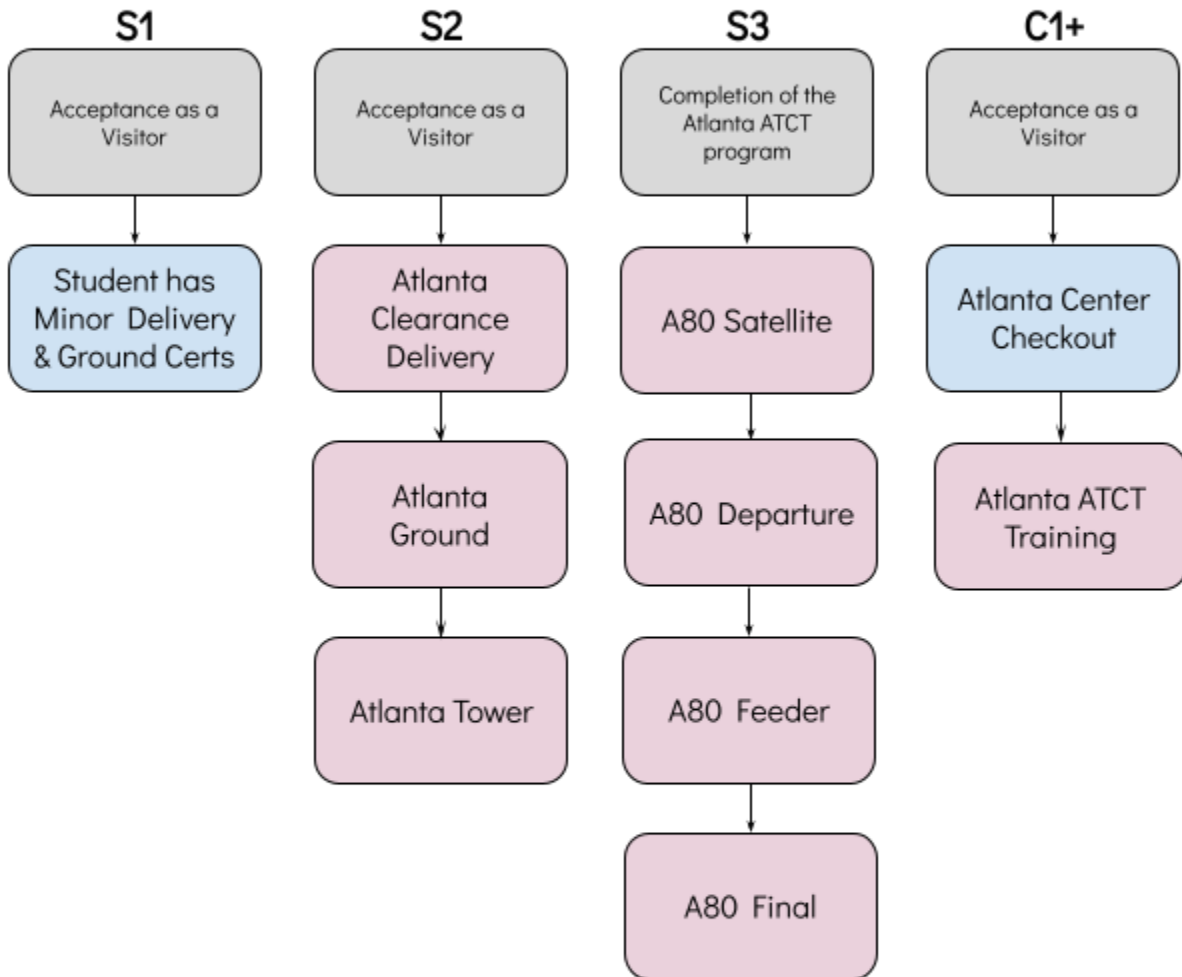 S1
Acceptance as a
Visitor
Student has
Minor Delivery
& Ground Certs
S2
Acceptance as a
Visitor
Atlanta
Clearance
Delivery
Atlanta
Ground
Atlanta Tower
S3
Completion of the
Atlanta ATCT
program
A80 Satellite
A80 Departure
A80 Feeder
A80 Final
C1+
Acceptance as a
Visitor
Atlanta Center
Checkout
Atlanta ATCT
Training